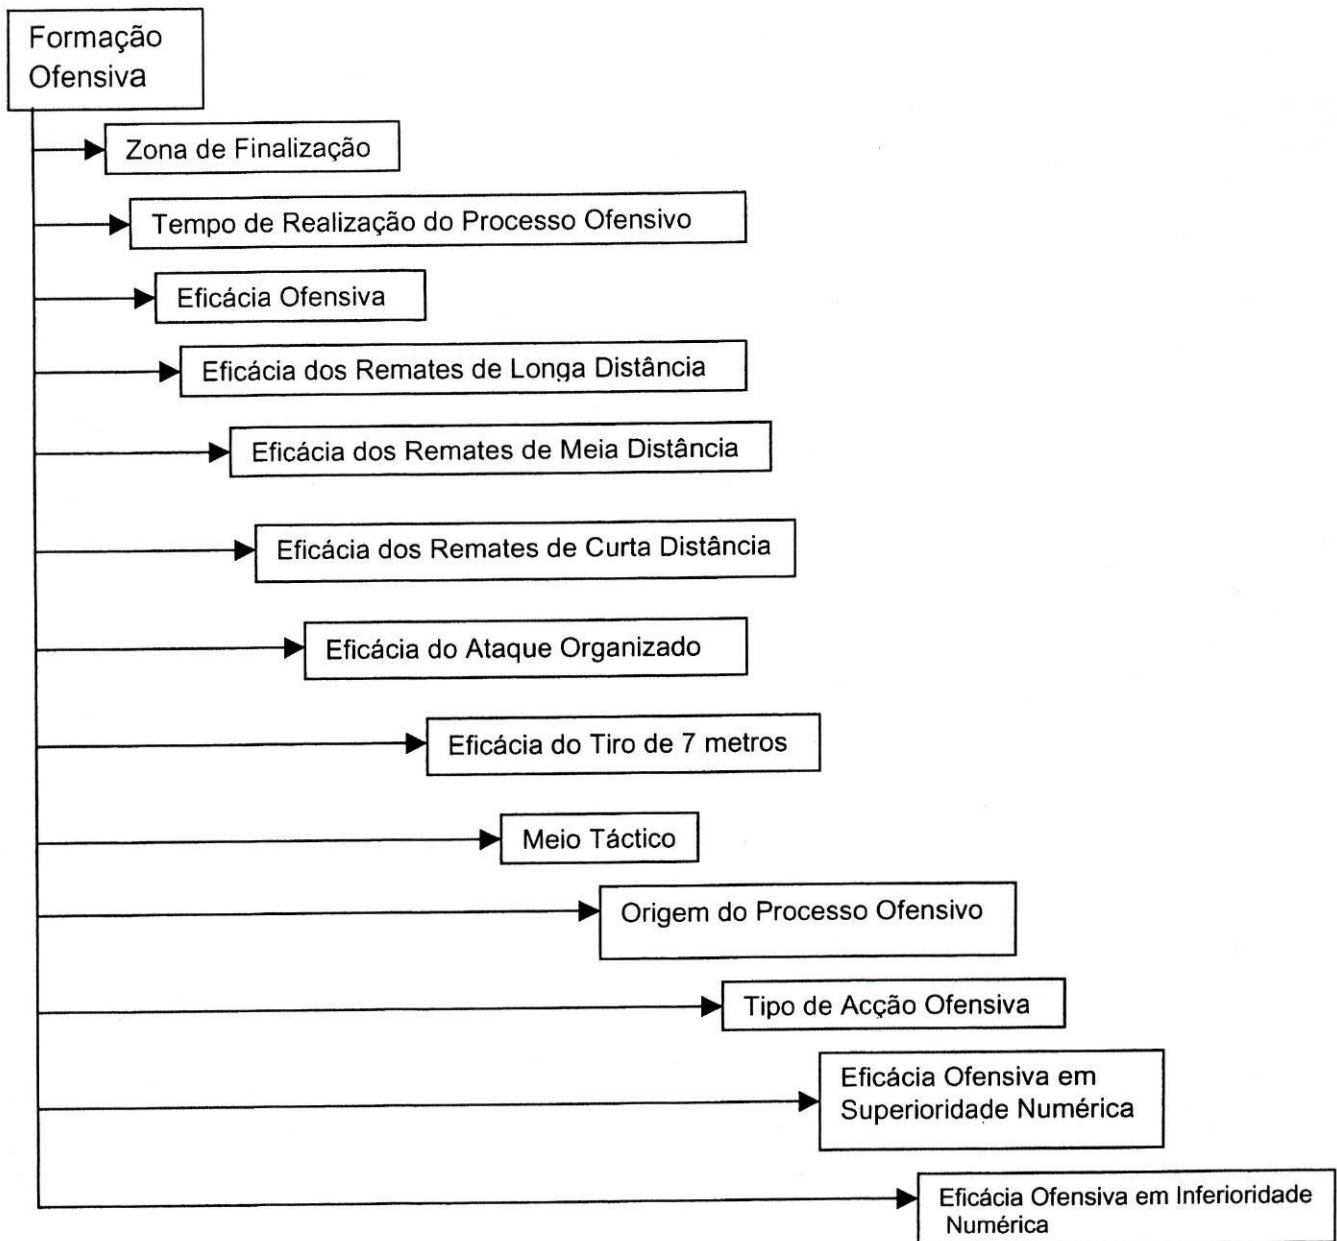 Formação
Ofensiva
Zona de Finalização
Tempo de Realização do Processo Ofensivo
Eficácia Ofensiva
Eficácia dos Remates de Longa Distância
Eficácia dos Remates de Meia Distância
Eficácia dos Remates de Curta Distância
Eficácia do Ataque Organizado
Eficácia do Tiro de 7 metros
Meio Táctico
Origem do Processo Ofensivo
Tipo de Acção Ofensiva
Eficácia Ofensiva em
Superioridade Numérica
Eficácia Ofensiva em Inferioridade
Numérica